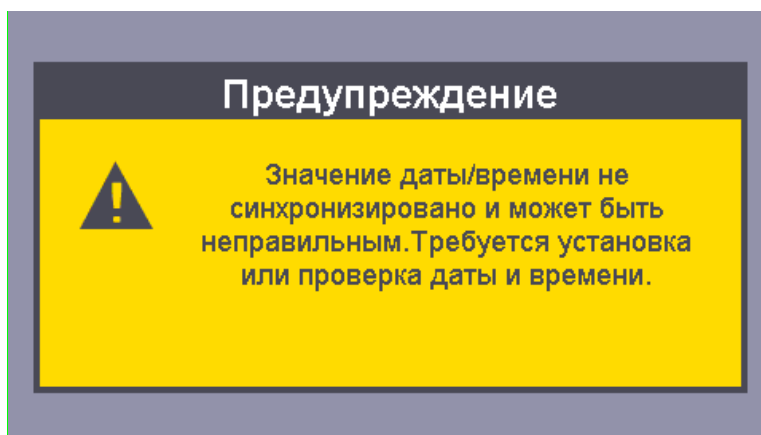 Предупреждение
Значение даты/времени не
синхронизировано и может быть
неправильным.Требуется установка
или проверка даты и времени.